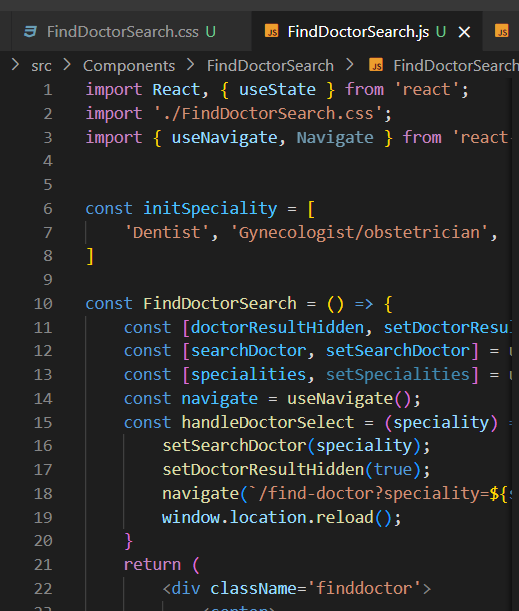 FindDoctorSearch.css U JS FindDoctorSearch.js U × JS
> src > Components > FindDoctorSearch > JS FindDoctorSearch
1 import React, { useState } from 'react';
2 import './FindDoctorSearch.css';
3 import { useNavigate, Navigate } from 'react-
4
5
6 const initSpeciality = [
7 'Dentist', 'Gynecologist/obstetrician',
8 ]
9
10 const FindDoctorSearch = () => {
11 const [doctorResultHidden, setDoctorResul
12 const [searchDoctor, setSearchDoctor] = u
13 const [specialities, setSpecialities] = u
14 const navigate = useNavigate();
15 const handleDoctorSelect = (speciality) =
16 setSearchDoctor(speciality);
17 setDoctorResultHidden(true);
18 navigate(`/find-doctor?speciality=${s
19 window.location.reload();
20 }
21 return (
22 <div className='finddoctor'>
23 <center>